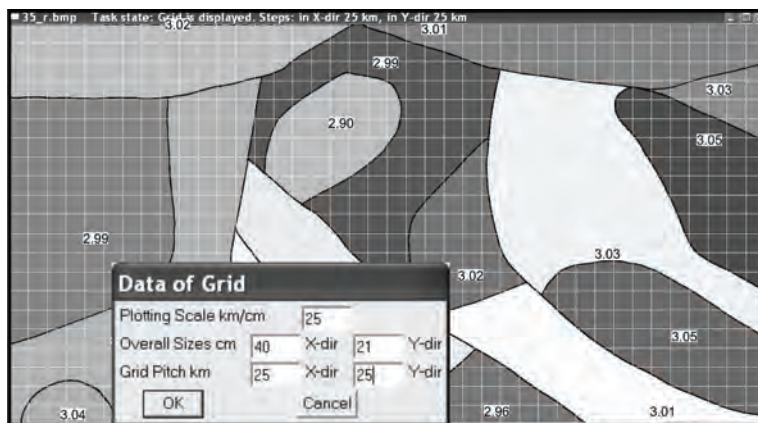 35_r.bmp Task state: Grid is displayed. Steps: in X-dir 25 km, in Y-dir 25 km
3.02
3.01
2.99
3.03
2.90
3.05
2.99
3.03
3.02
Data of Grid
Plotting Scale km/cm 25
3.05
Overall Sizes cm 40 X-dir 21 Y-dir
Grid Pitch km 25 X-dir 25 Y-dir
OK Cancel
3.04
2.96
3.01